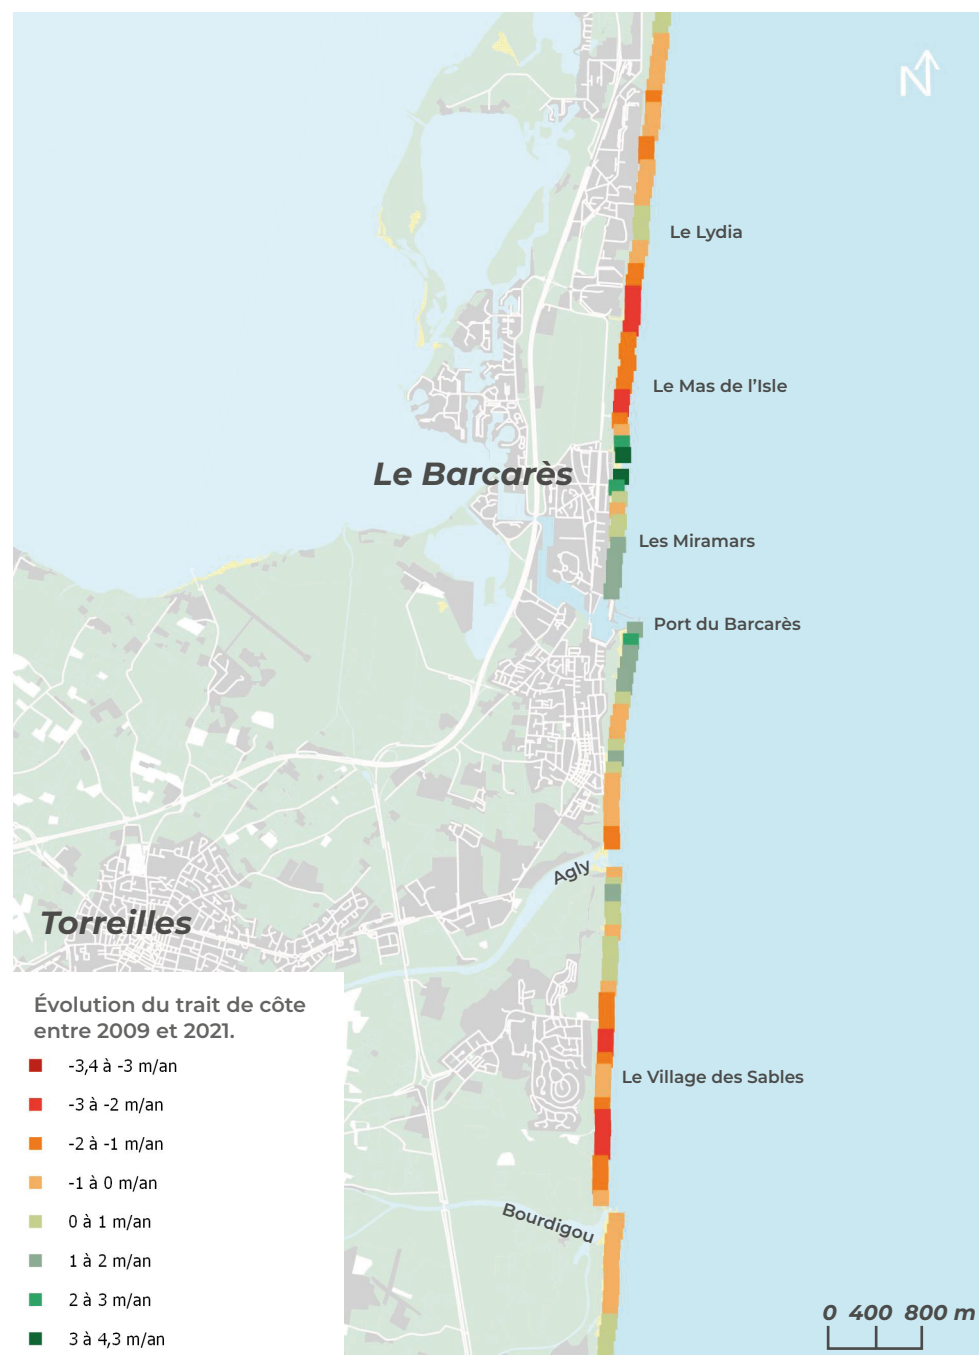 N
Le Lydia
Le Mas de l’Isle
Le Barcarès
Les Miramars
Port du Barcarès
Agly
Torreilles
Évolution du trait de côte
entre 2009 et 2021.
-3,4 à -3 m/an
-3 à -2 m/an
-2 à -1 m/an
-1 à 0 m/an
0 à 1 m/an
1 à 2 m/an
2 à 3 m/an
3 à 4,3 m/an
Le Village des Sables
Bourdigou
0 400 800 m